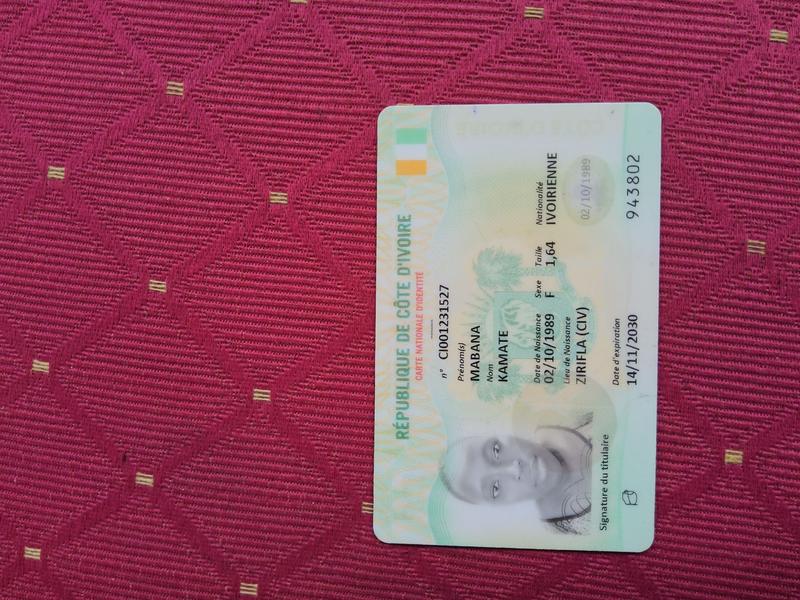 RÉPUBLIQUE DE CÔTE D'IVOIRE
CARTE NATIONALE D'IDENTITÉ
n° CI001231527
Prénom(s)
MABANA
Nom
KAMATE
Date de Naissance Sexe Taille Nationalité
02/10/1989 F 1,64 IVOIRIENNE
Lieu de Naissance
ZIRIFLA (CIV)
02/10/1989
Date d'expiration
14/11/2030
943802
Signature du titulaire